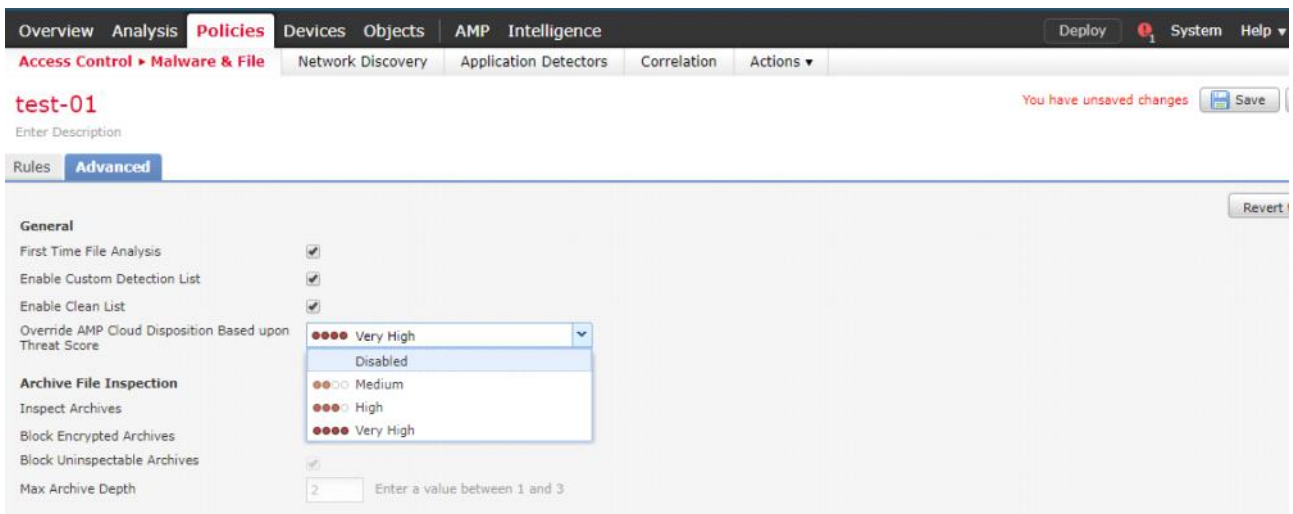 Overview Analysis Policies Devices Objects AMP Intelligence Deploy 1 System Help ▾
Access Control ▸ Malware & File Network Discovery Application Detectors Correlation Actions ▾
test-01 You have unsaved changes Save
Enter Description
Rules Advanced
Revert
General
First Time File Analysis
Enable Custom Detection List
Enable Clean List
Override AMP Cloud Disposition Based upon
Threat Score
Very High
Disabled
Archive File Inspection
Medium
Inspect Archives
High
Block Encrypted Archives
Very High
Block Uninspectable Archives
Max Archive Depth 2 Enter a value between 1 and 3